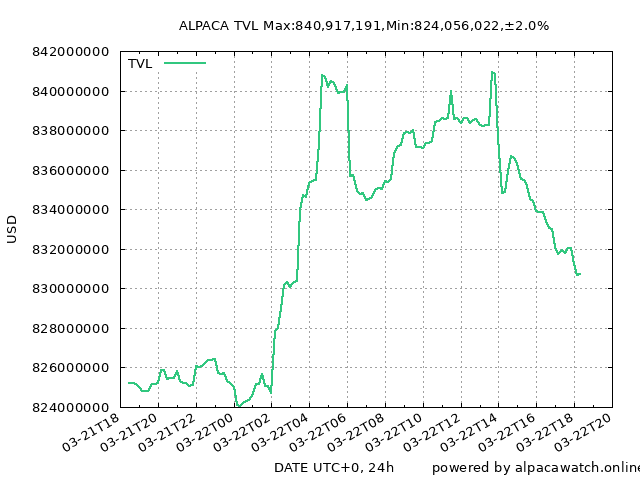 ALPACA TVL Max:840,917,191,Min:824,056,022,±2.0%
TVL
842000000
840000000
838000000
836000000
834000000
832000000
830000000
828000000
826000000
824000000
USD
03-21T18
03-21T20
03-21T22
03-22T00
03-22T02
03-22T04
03-22T06
03-22T08
03-22T10
03-22T12
03-22T14
03-22T16
03-22T18
03-22T20
DATE UTC+0, 24h
powered by alpacawatch.online